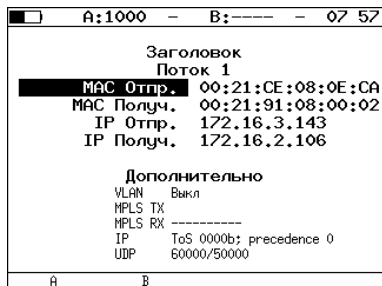 A:1000 – B:---- – 07 57
Заголовок
Поток 1
MAC Отпр. 00:21:CE:08:0E:CA
MAC Получ. 00:21:91:08:00:02
IP Отпр. 172.16.3.143
IP Получ. 172.16.2.106
Дополнительно
VLAN Выкл
MPLS TX
MPLS RX ----------
IP ToS 0000b; precedence 0
UDP 60000/50000
A B